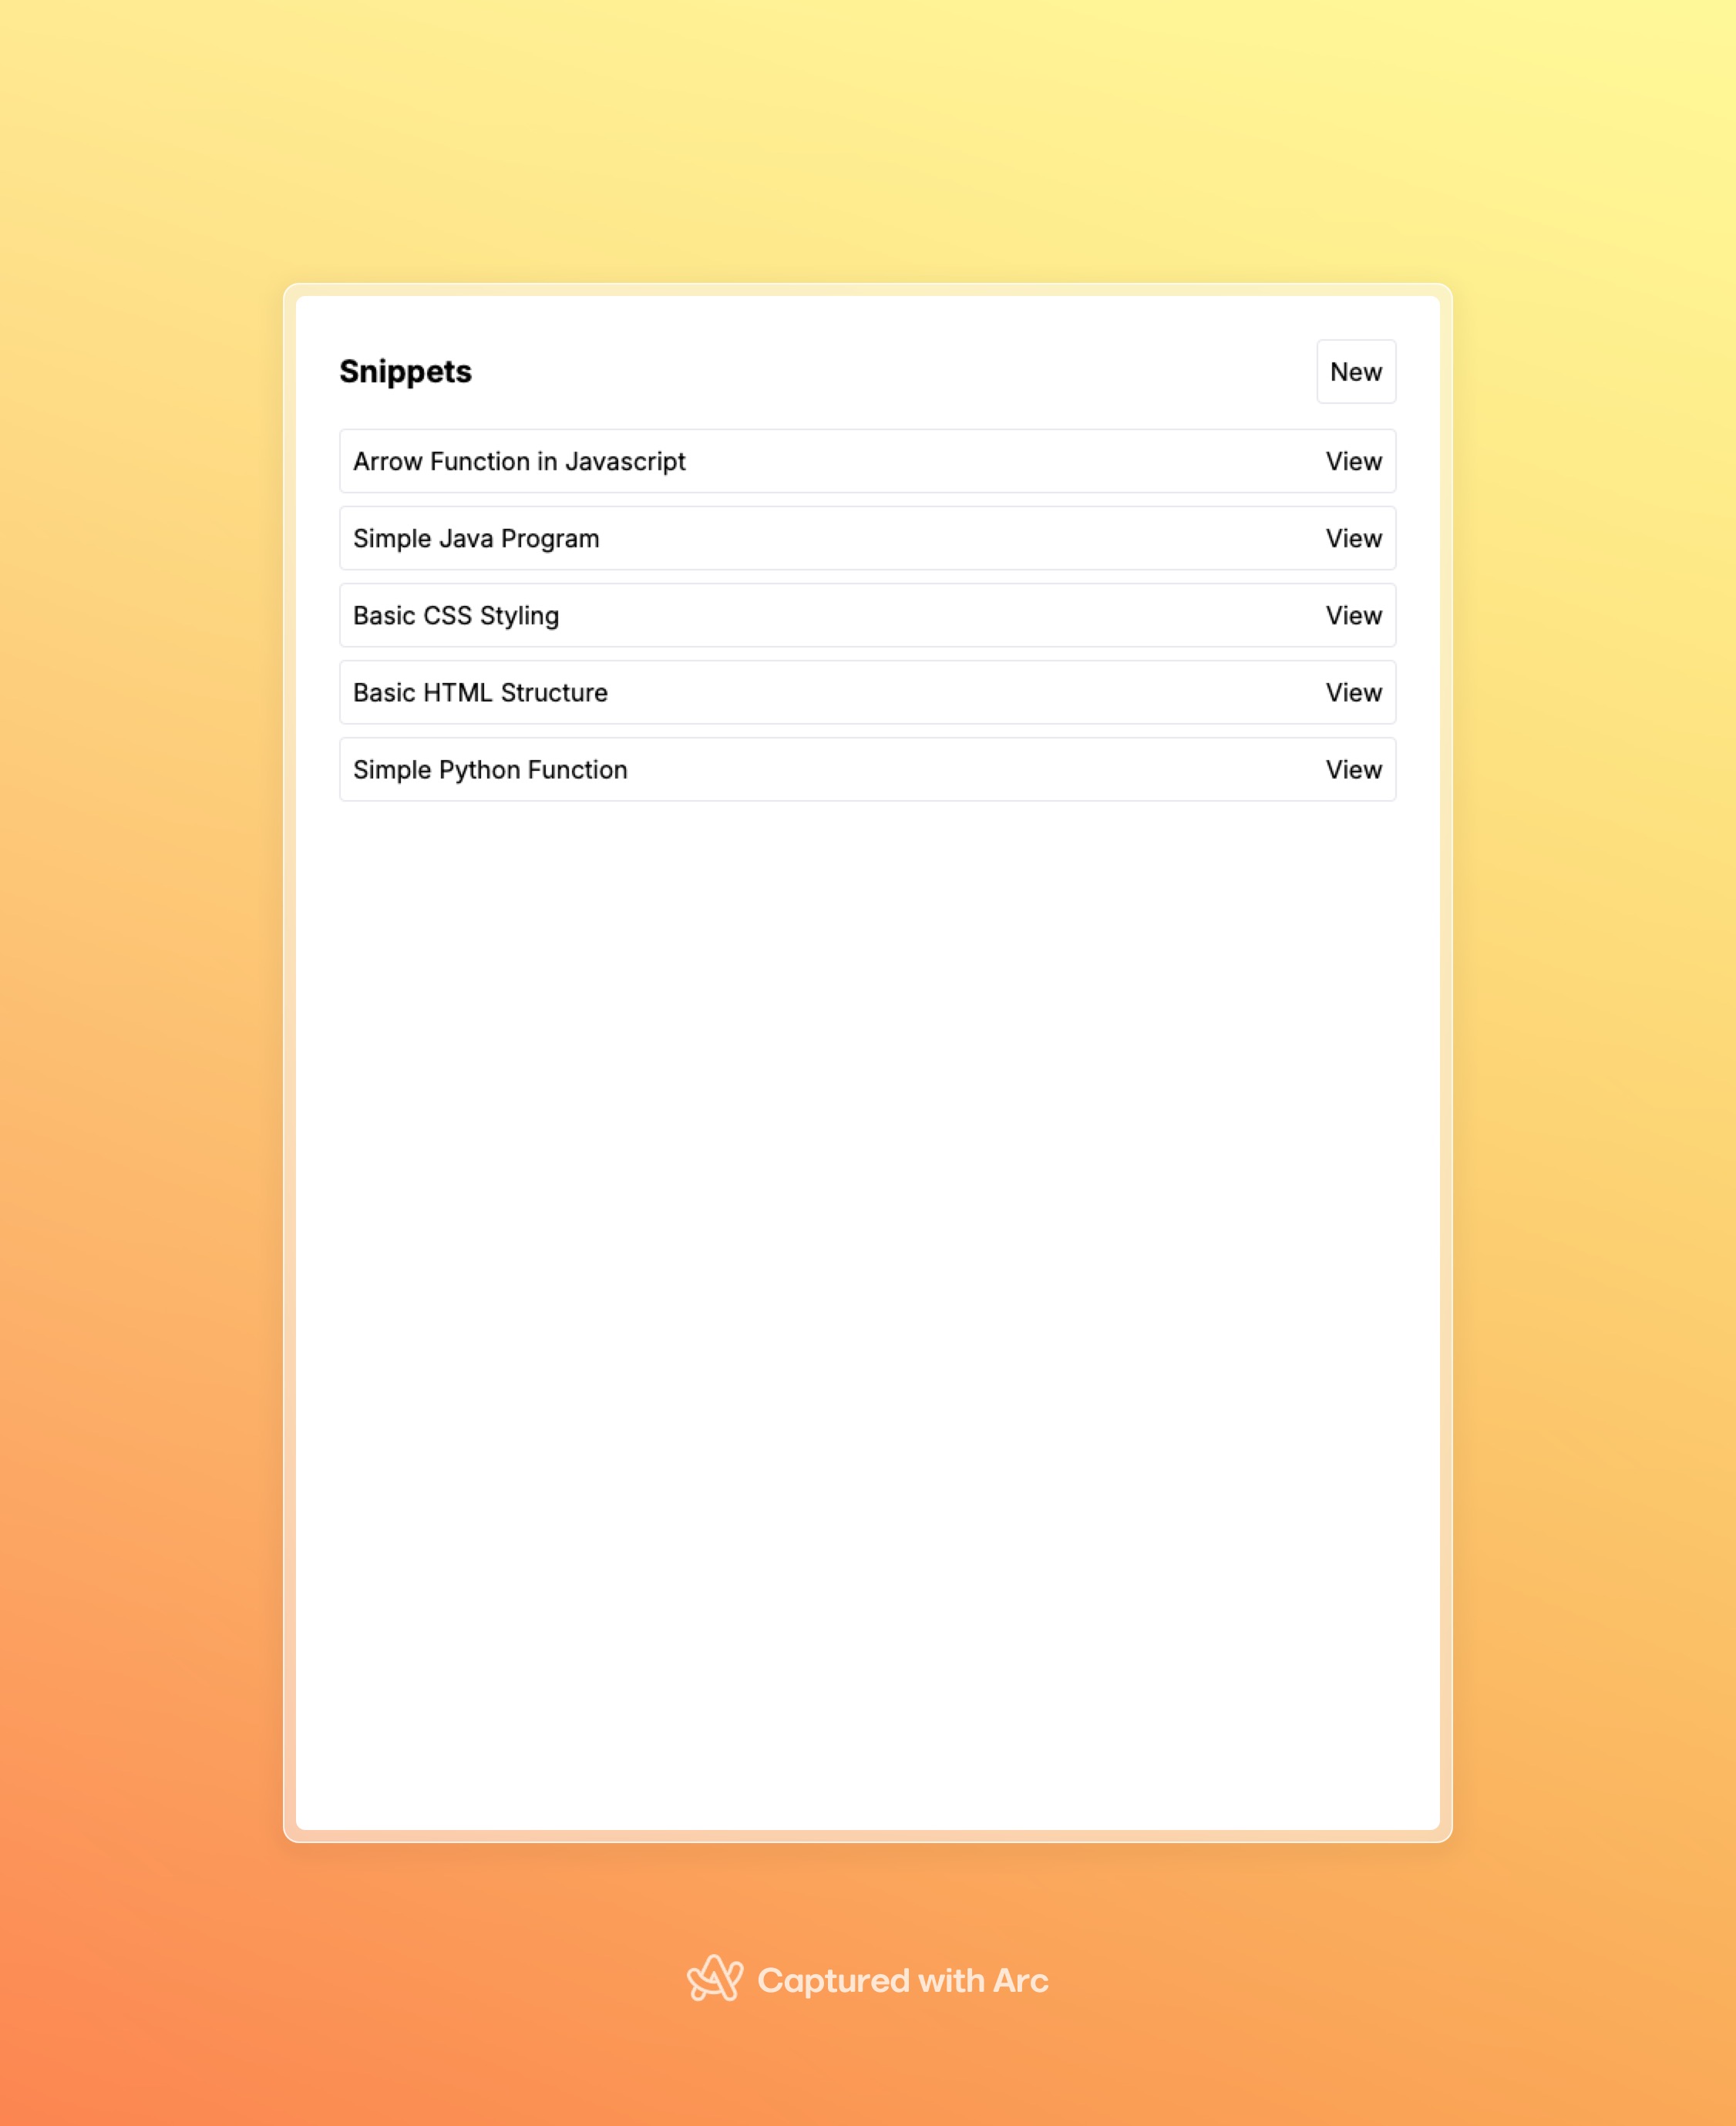 Snippets New
Arrow Function in Javascript View
Simple Java Program View
Basic CSS Styling View
Basic HTML Structure View
Simple Python Function View
Captured with Arc